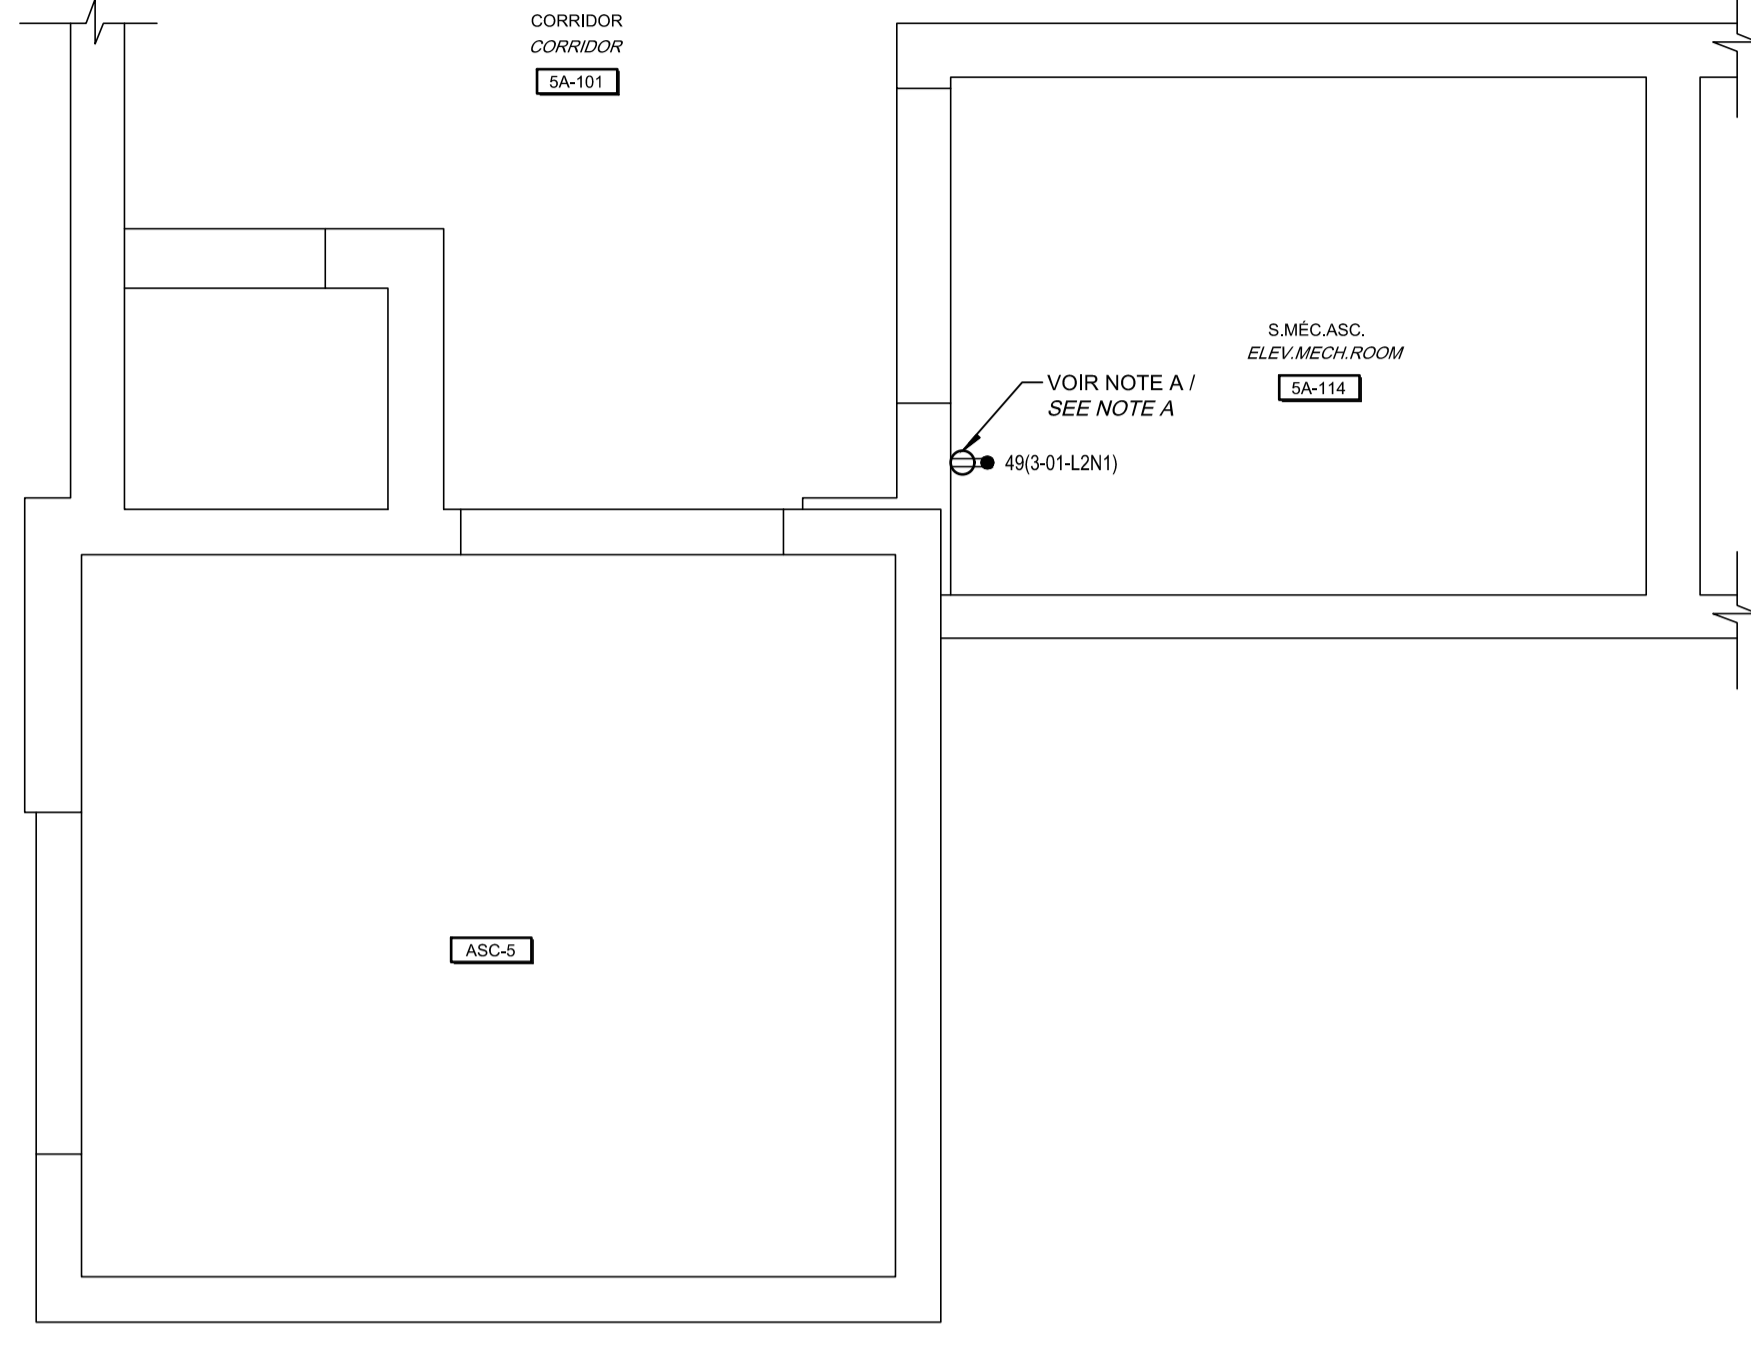 CORRIDOR
CORRIDOR
5A-101
S.MÉC.ASC.
ELEV.MECH.ROOM
5A-114
VOIR NOTE A /
SEE NOTE A
49(3-01-L2N1)
ASC-5